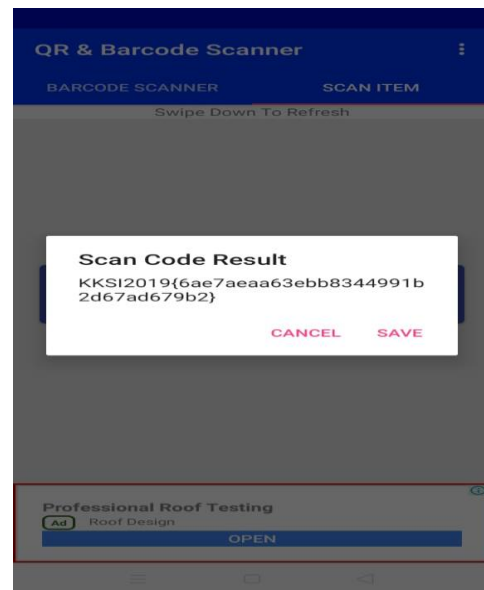 QR & Barcode Scanner
BARCODE SCANNER
SCAN ITEM
Swipe Down To Refresh
Scan Code Result
KKSI2019{6ae7aeaa63ebb8344991b
2d67ad679b2}
CANCEL
SAVE
Professional Roof Testing
Ad
Roof Design
OPEN